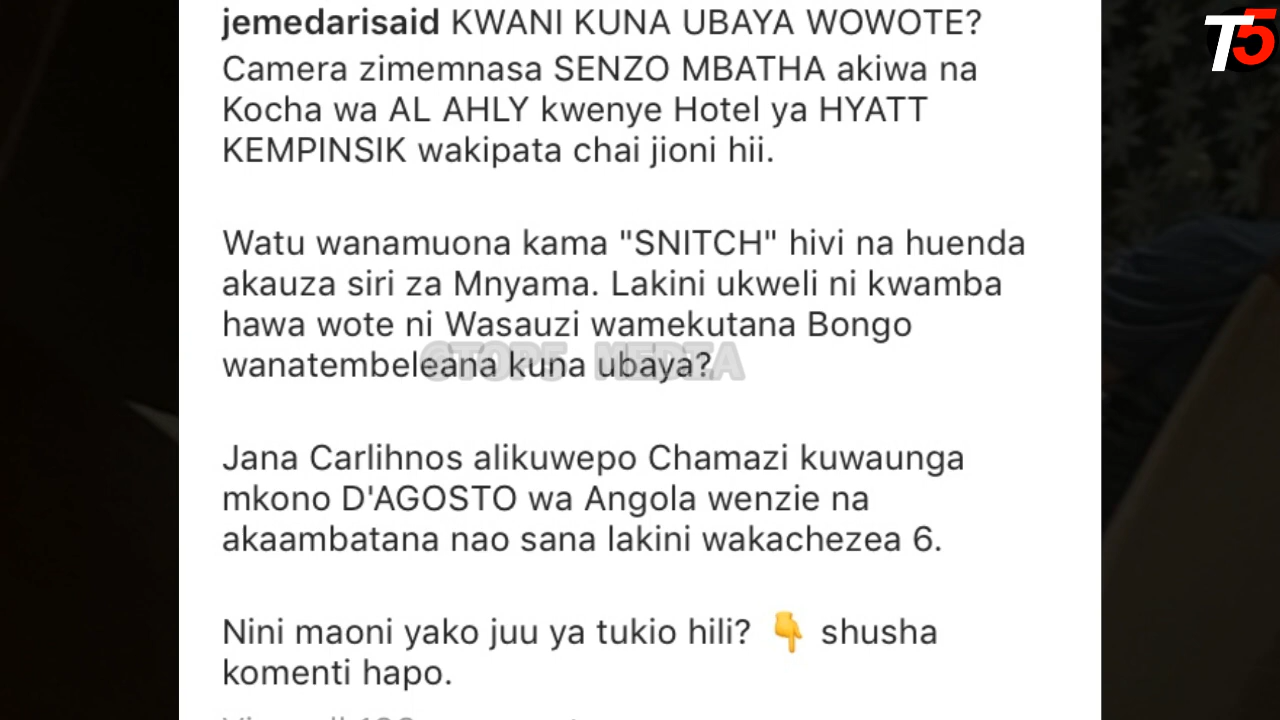 T5
jemedarisaid KWANI KUNA UBAYA WOWOTE?
Camera zimemnasa SENZO MBATHA akiwa na
Kocha wa AL AHLY kwenye Hotel ya HYATT
KEMPINSIK wakipata chai jioni hii.
Watu wanamuona kama "SNITCH" hivi na huenda
akauza siri za Mnyama. Lakini ukweli ni kwamba
hawa wote ni Wasauzi wamekutana Bongo
wanatembeleana kuna ubaya?
@TOP5 MEDIA
Jana Carlihnos alikuwepo Chamazi kuwaunga
mkono D'AGOSTO wa Angola wenzie na
akaambatana nao sana lakini wakachezea 6.
Nini maoni yako juu ya tukio hili? 👇 shusha
komenti hapo.